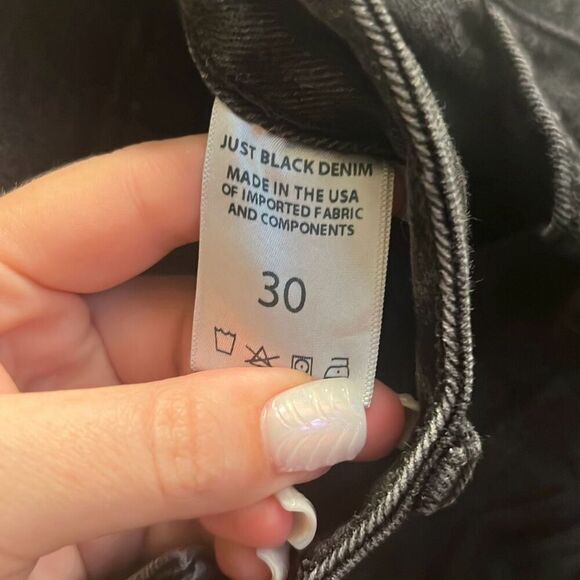 JUST BLACK DENIM
MADE IN THE USA
OF IMPORTED FABRIC
AND COMPONENTS
30